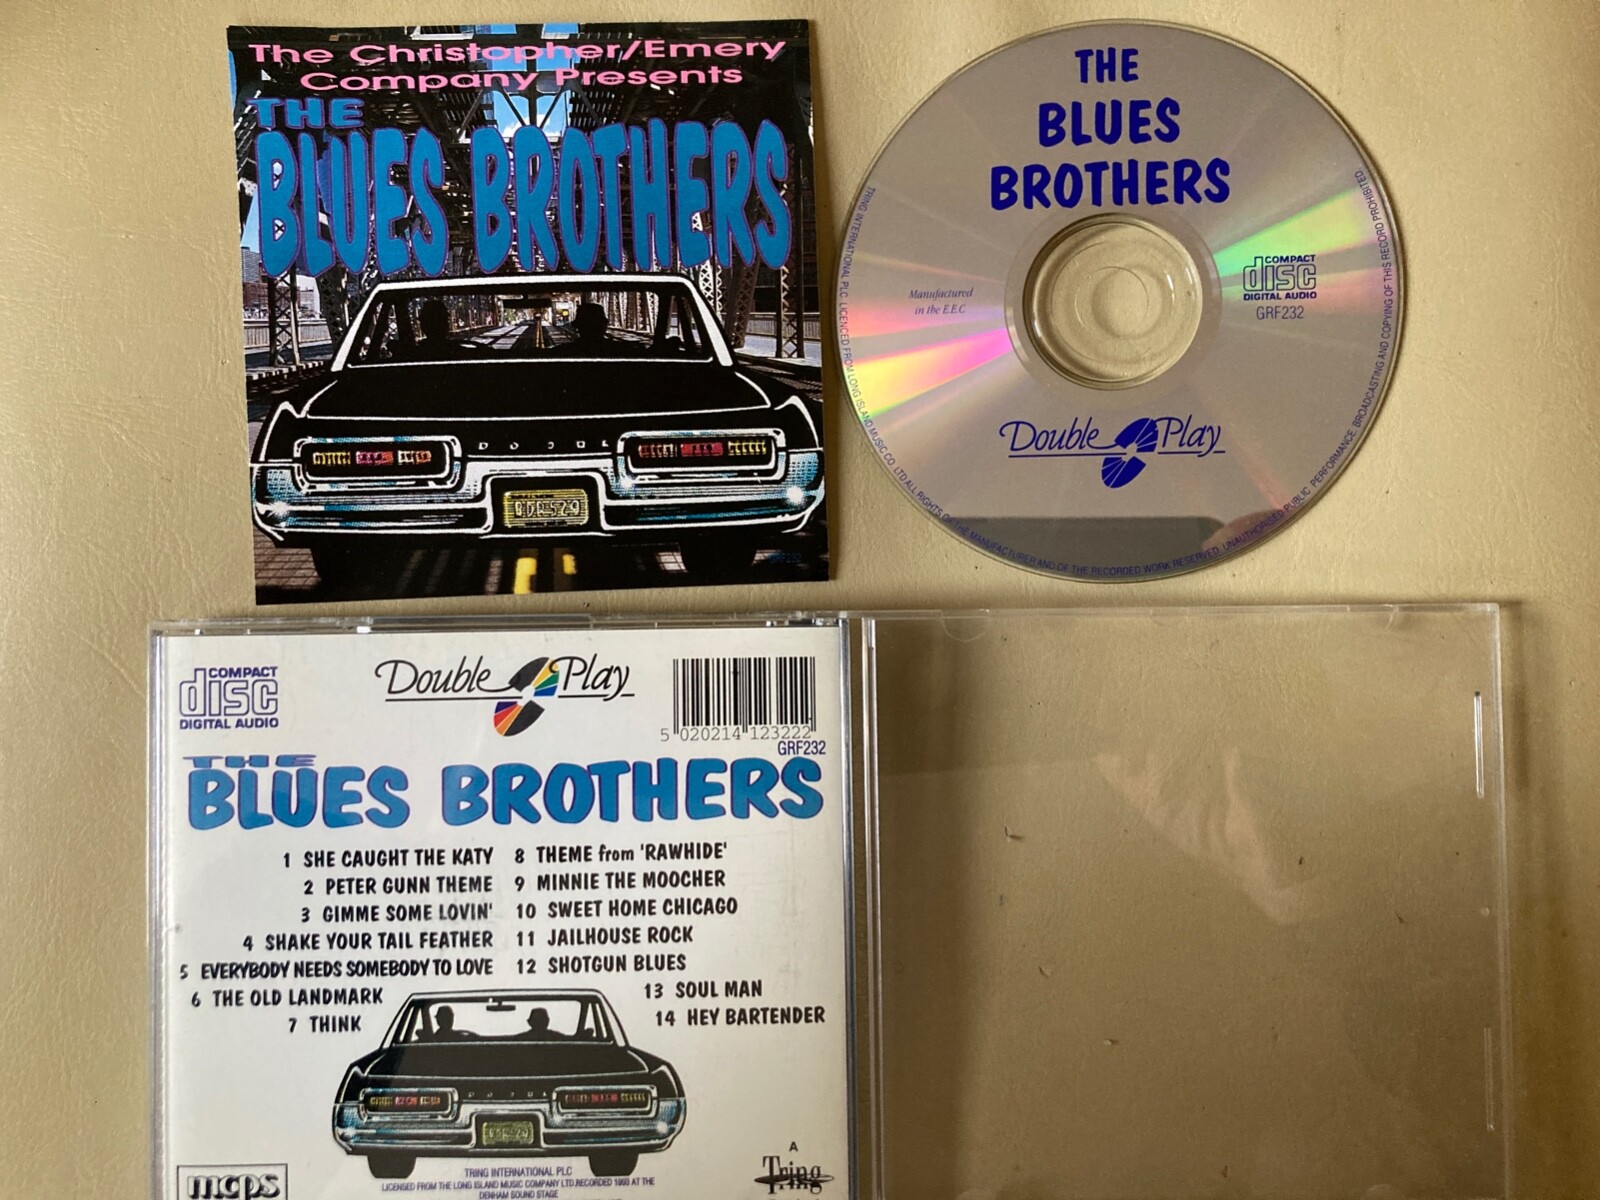 The Christopher/Emery
Company Presents
THE
BLUES BROTHERS
DODGE
BDR 529
GRF232
THE
BLUES
BROTHERS
Manufactured
in the E.E.C
COMPACT
disc
DIGITAL AUDIO
GRF232
Double Play
TRING INTERNATIONAL PLC. LICENCED FROM LONG ISLAND MUSIC CO. LTD ALL RIGHTS OF THE MANUFACTURER AND OF THE RECORDED WORK RESERVED. UNAUTHORISED PUBLIC PERFORMANCE, BROADCASTING AND COPYING OF THIS RECORD PROHIBITED
COMPACT
disc
DIGITAL AUDIO
Double Play
5 020214 123222
GRF232
THE
BLUES BROTHERS
1 SHE CAUGHT THE KATY
2 PETER GUNN THEME
3 GIMME SOME LOVIN'
4 SHAKE YOUR TAIL FEATHER
5 EVERYBODY NEEDS SOMEBODY TO LOVE
6 THE OLD LANDMARK
7 THINK
8 THEME from 'RAWHIDE'
9 MINNIE THE MOOCHER
10 SWEET HOME CHICAGO
11 JAILHOUSE ROCK
12 SHOTGUN BLUES
13 SOUL MAN
14 HEY BARTENDER
DODGE
mcps
TRING INTERNATIONAL PLC
LICENCED FROM THE LONG ISLAND MUSIC COMPANY LTD. RECORDED 1993 AT THE
DENHAM SOUND STAGE
A
Tring